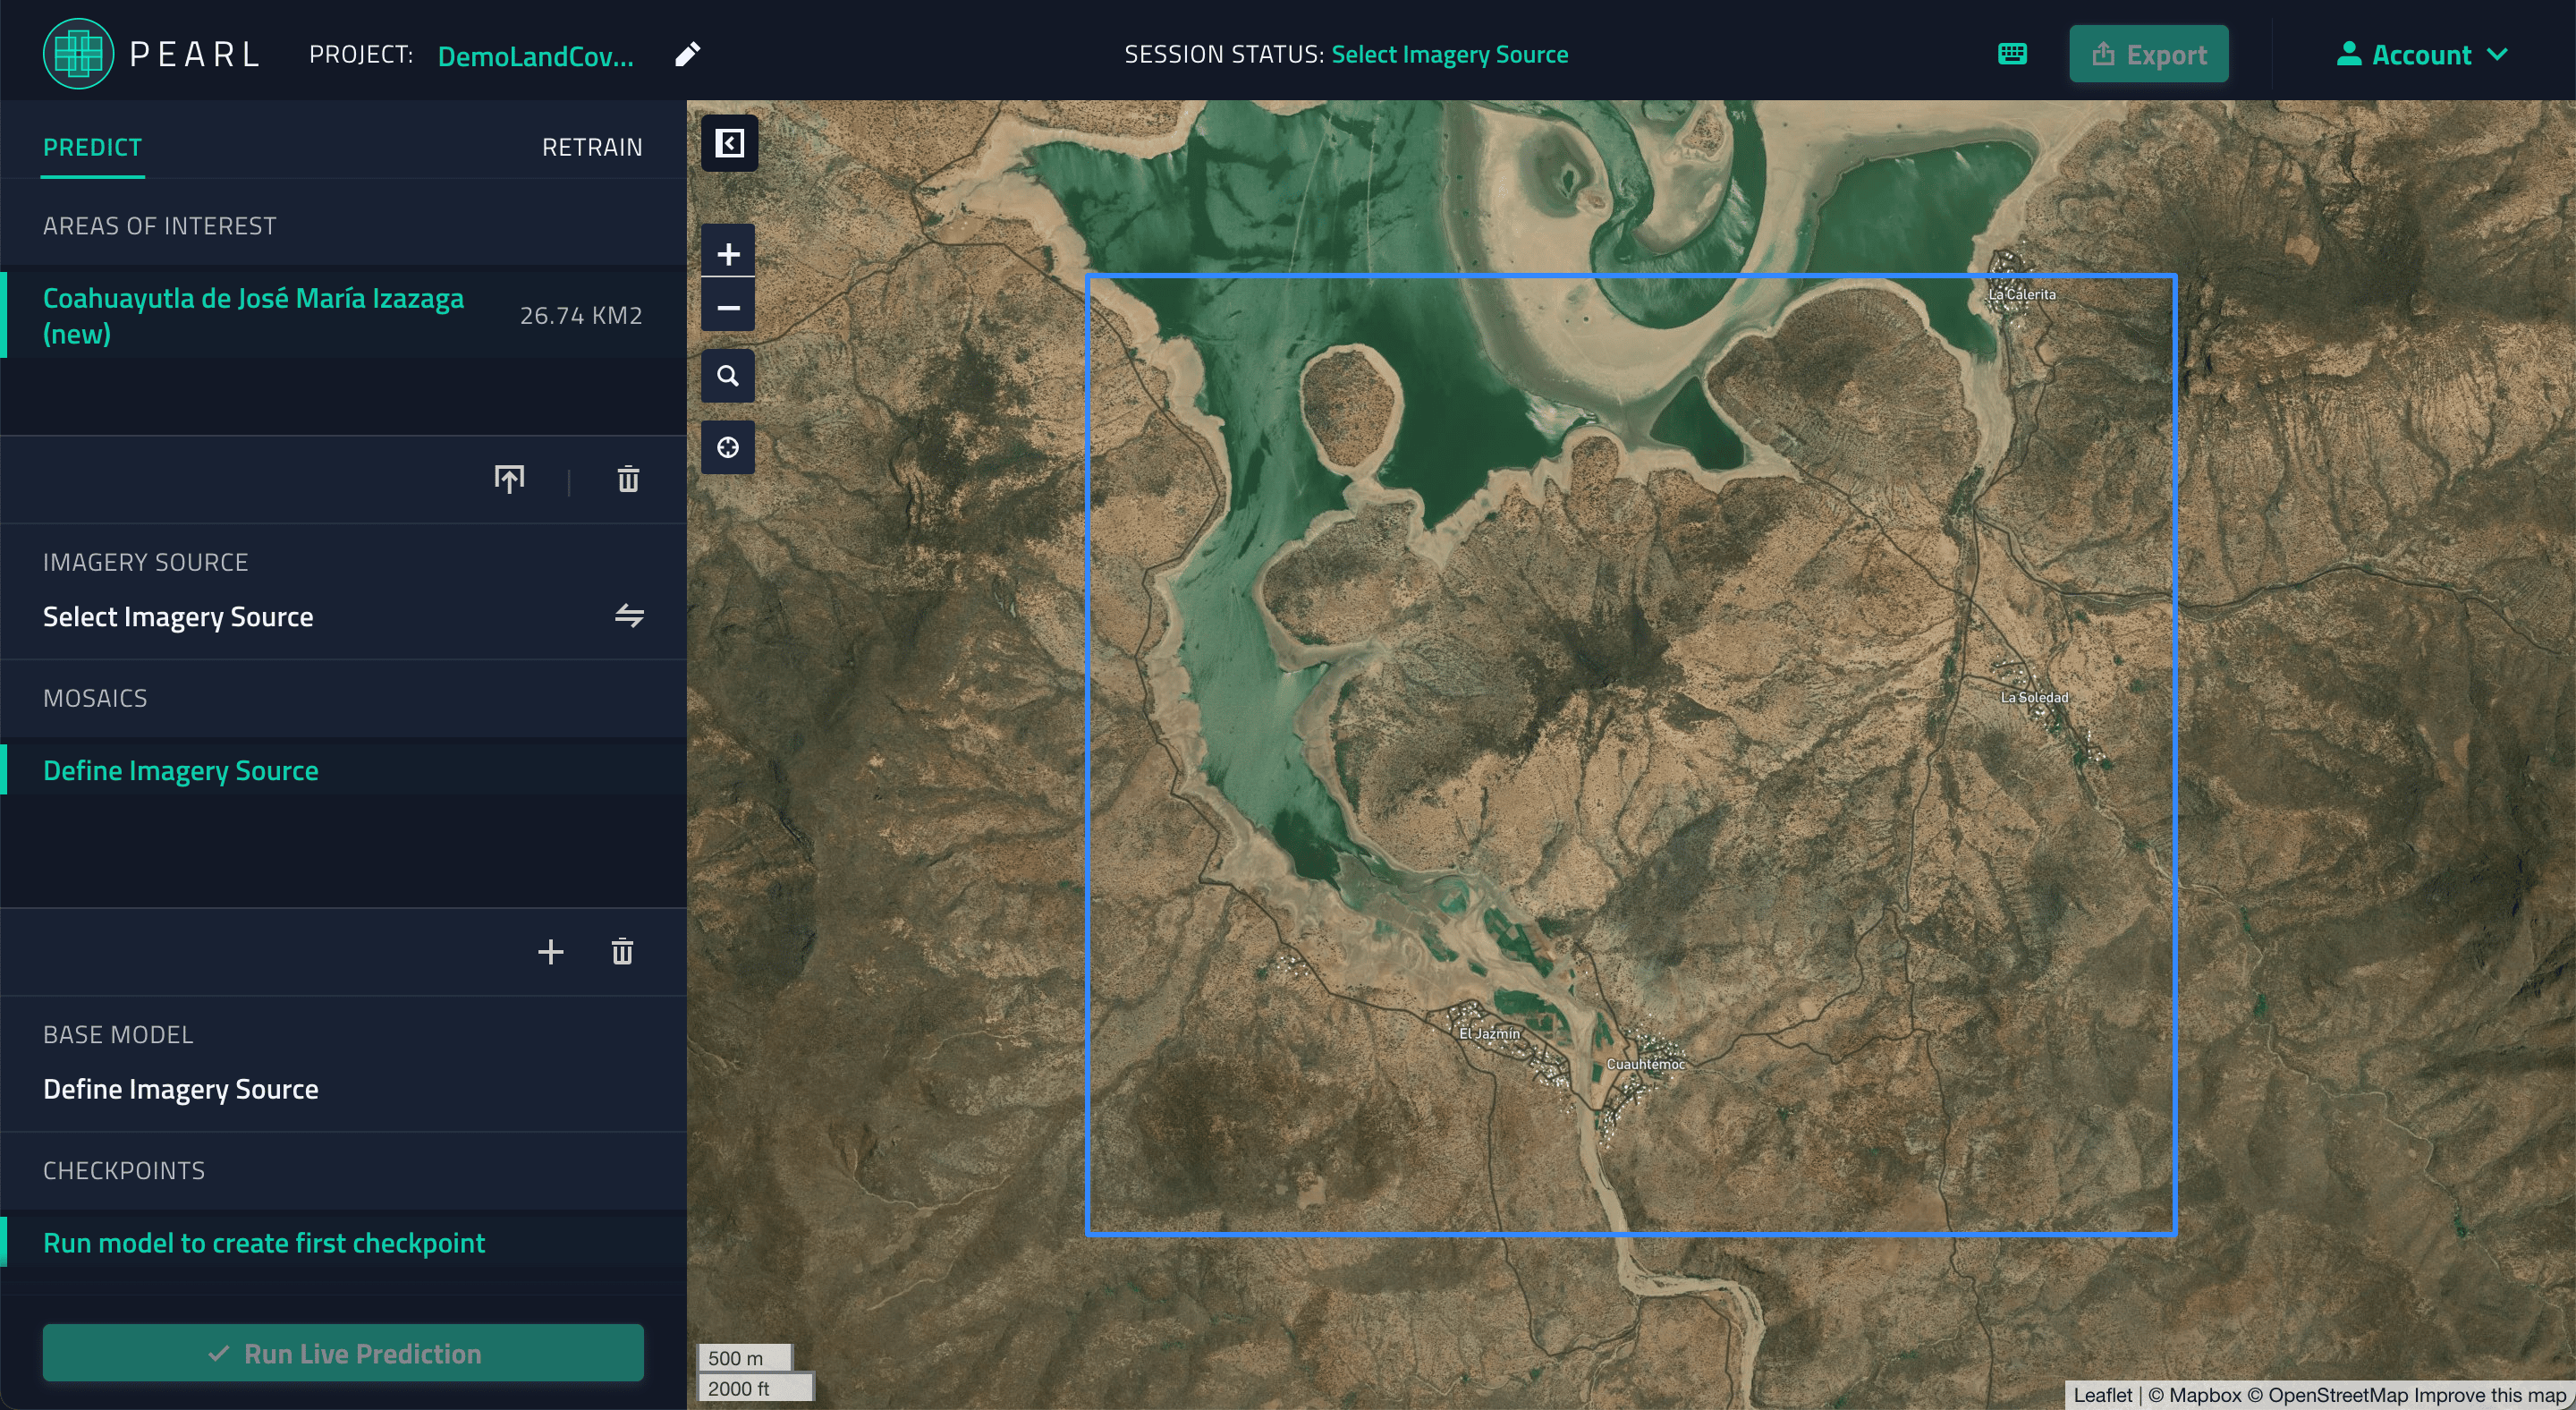 PEARL
PROJECT: DemoLandCov...
SESSION STATUS: Select Imagery Source
Export
Account
PREDICT
RETRAIN
AREAS OF INTEREST
Coahuayutla de José María Izazaga
(new)
26.74 KM2
IMAGERY SOURCE
Select Imagery Source
MOSAICS
Define Imagery Source
BASE MODEL
Define Imagery Source
CHECKPOINTS
Run model to create first checkpoint
Run Live Prediction
La Calerita
La Soledad
El Jazmín
Cuauhtémoc
500 m
2000 ft
Leaflet | © Mapbox © OpenStreetMap Improve this map